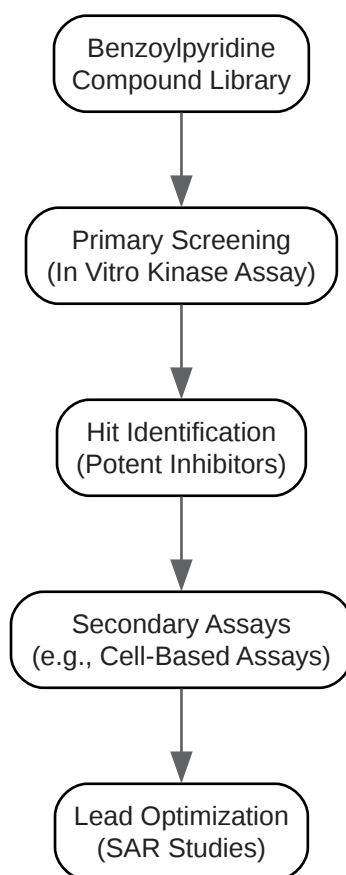 Benzoylpyridine
Compound Library
Primary Screening
(In Vitro Kinase Assay)
Hit Identification
(Potent Inhibitors)
Secondary Assays
(e.g., Cell-Based Assays)
Lead Optimization
(SAR Studies)